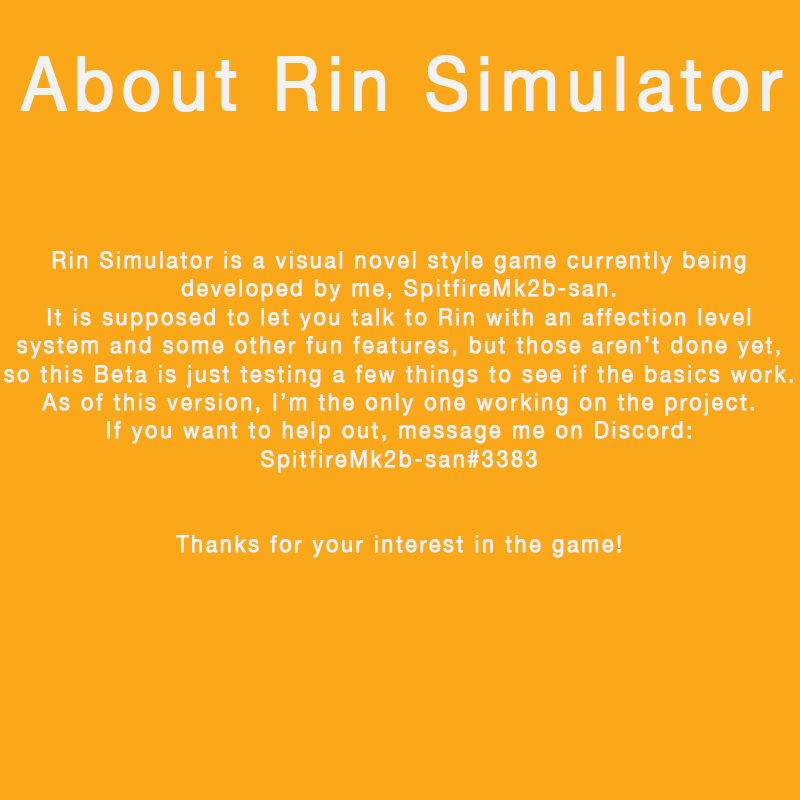 About Rin Simulator
Rin Simulator is a visual novel style game currently being
developed by me, SpitfireMk2b-san.
It is supposed to let you talk to Rin with an affection level
system and some other fun features, but those aren’t done yet,
so this Beta is just testing a few things to see if the basics work.
As of this version, I’m the only one working on the project.
If you want to help out, message me on Discord:
SpitfireMk2b-san#3383
Thanks for your interest in the game!